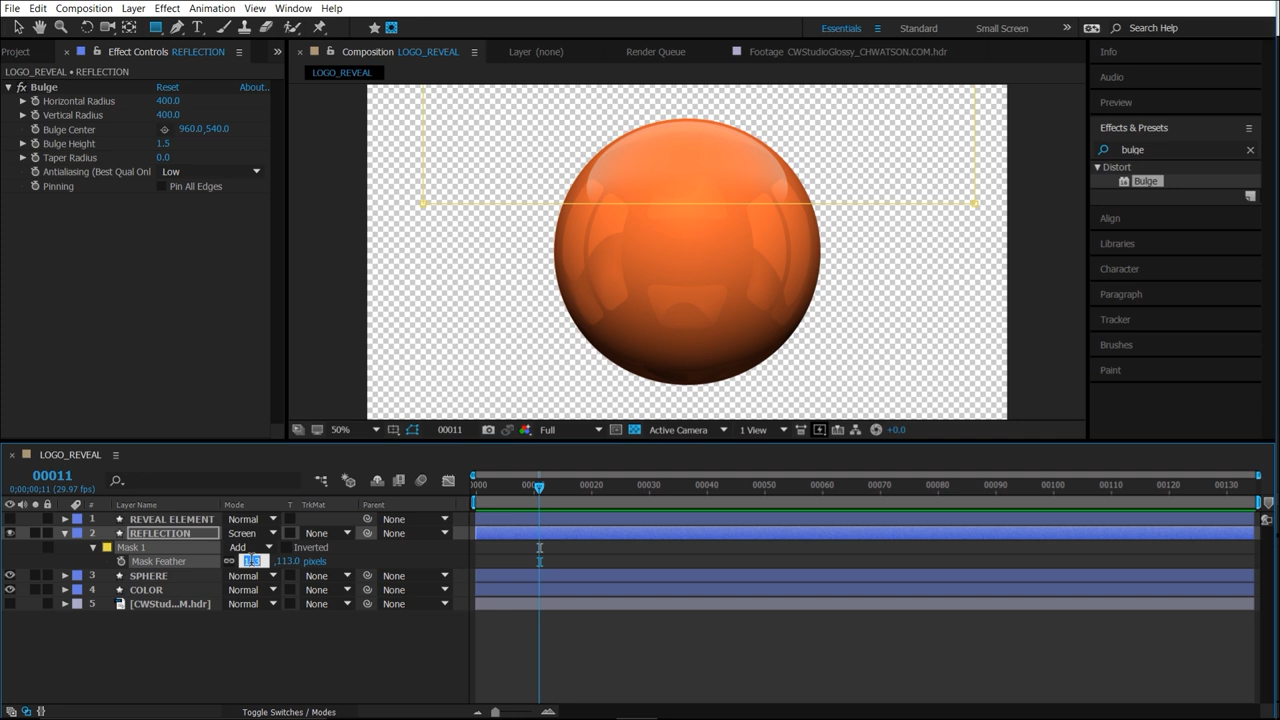 File Edit Composition Layer Effect Animation View Window Help
Essentials Standard Small Screen Search Help
Project Effect Controls REFLECTION
Composition LOGO_REVEAL Layer (none) Render Queue Footage CWStudioGlossy_CHWATSON.COM.hdr
LOGO_REVEAL • REFLECTION
LOGO_REVEAL
fx Bulge Reset About..
Horizontal Radius 400.0
Vertical Radius 400.0
Bulge Center 960.0,540.0
Bulge Height 1.5
Taper Radius 0.0
Antialiasing (Best Qual Onl Low
Pinning Pin All Edges
Info
Audio
Preview
Effects & Presets
bulge
Distort
Bulge
Align
Libraries
Character
Paragraph
Tracker
Brushes
Paint
50% 00011 Full Active Camera 1 View +0.0
LOGO_REVEAL
00011
0;00;00;11 (29.97 fps)
0000 00020 00030 00040 00050 00060 00070 00080 00090 00100 00110 00120 00130
# Layer Name Mode T TrkMat Parent
1 REVEAL ELEMENT Normal None
2 REFLECTION Screen None None
Mask 1 Add Inverted
Mask Feather ,113.0 pixels
3 SPHERE Normal None None
4 COLOR Normal None None
5 [CWStud...M.hdr] Normal None None
Toggle Switches / Modes